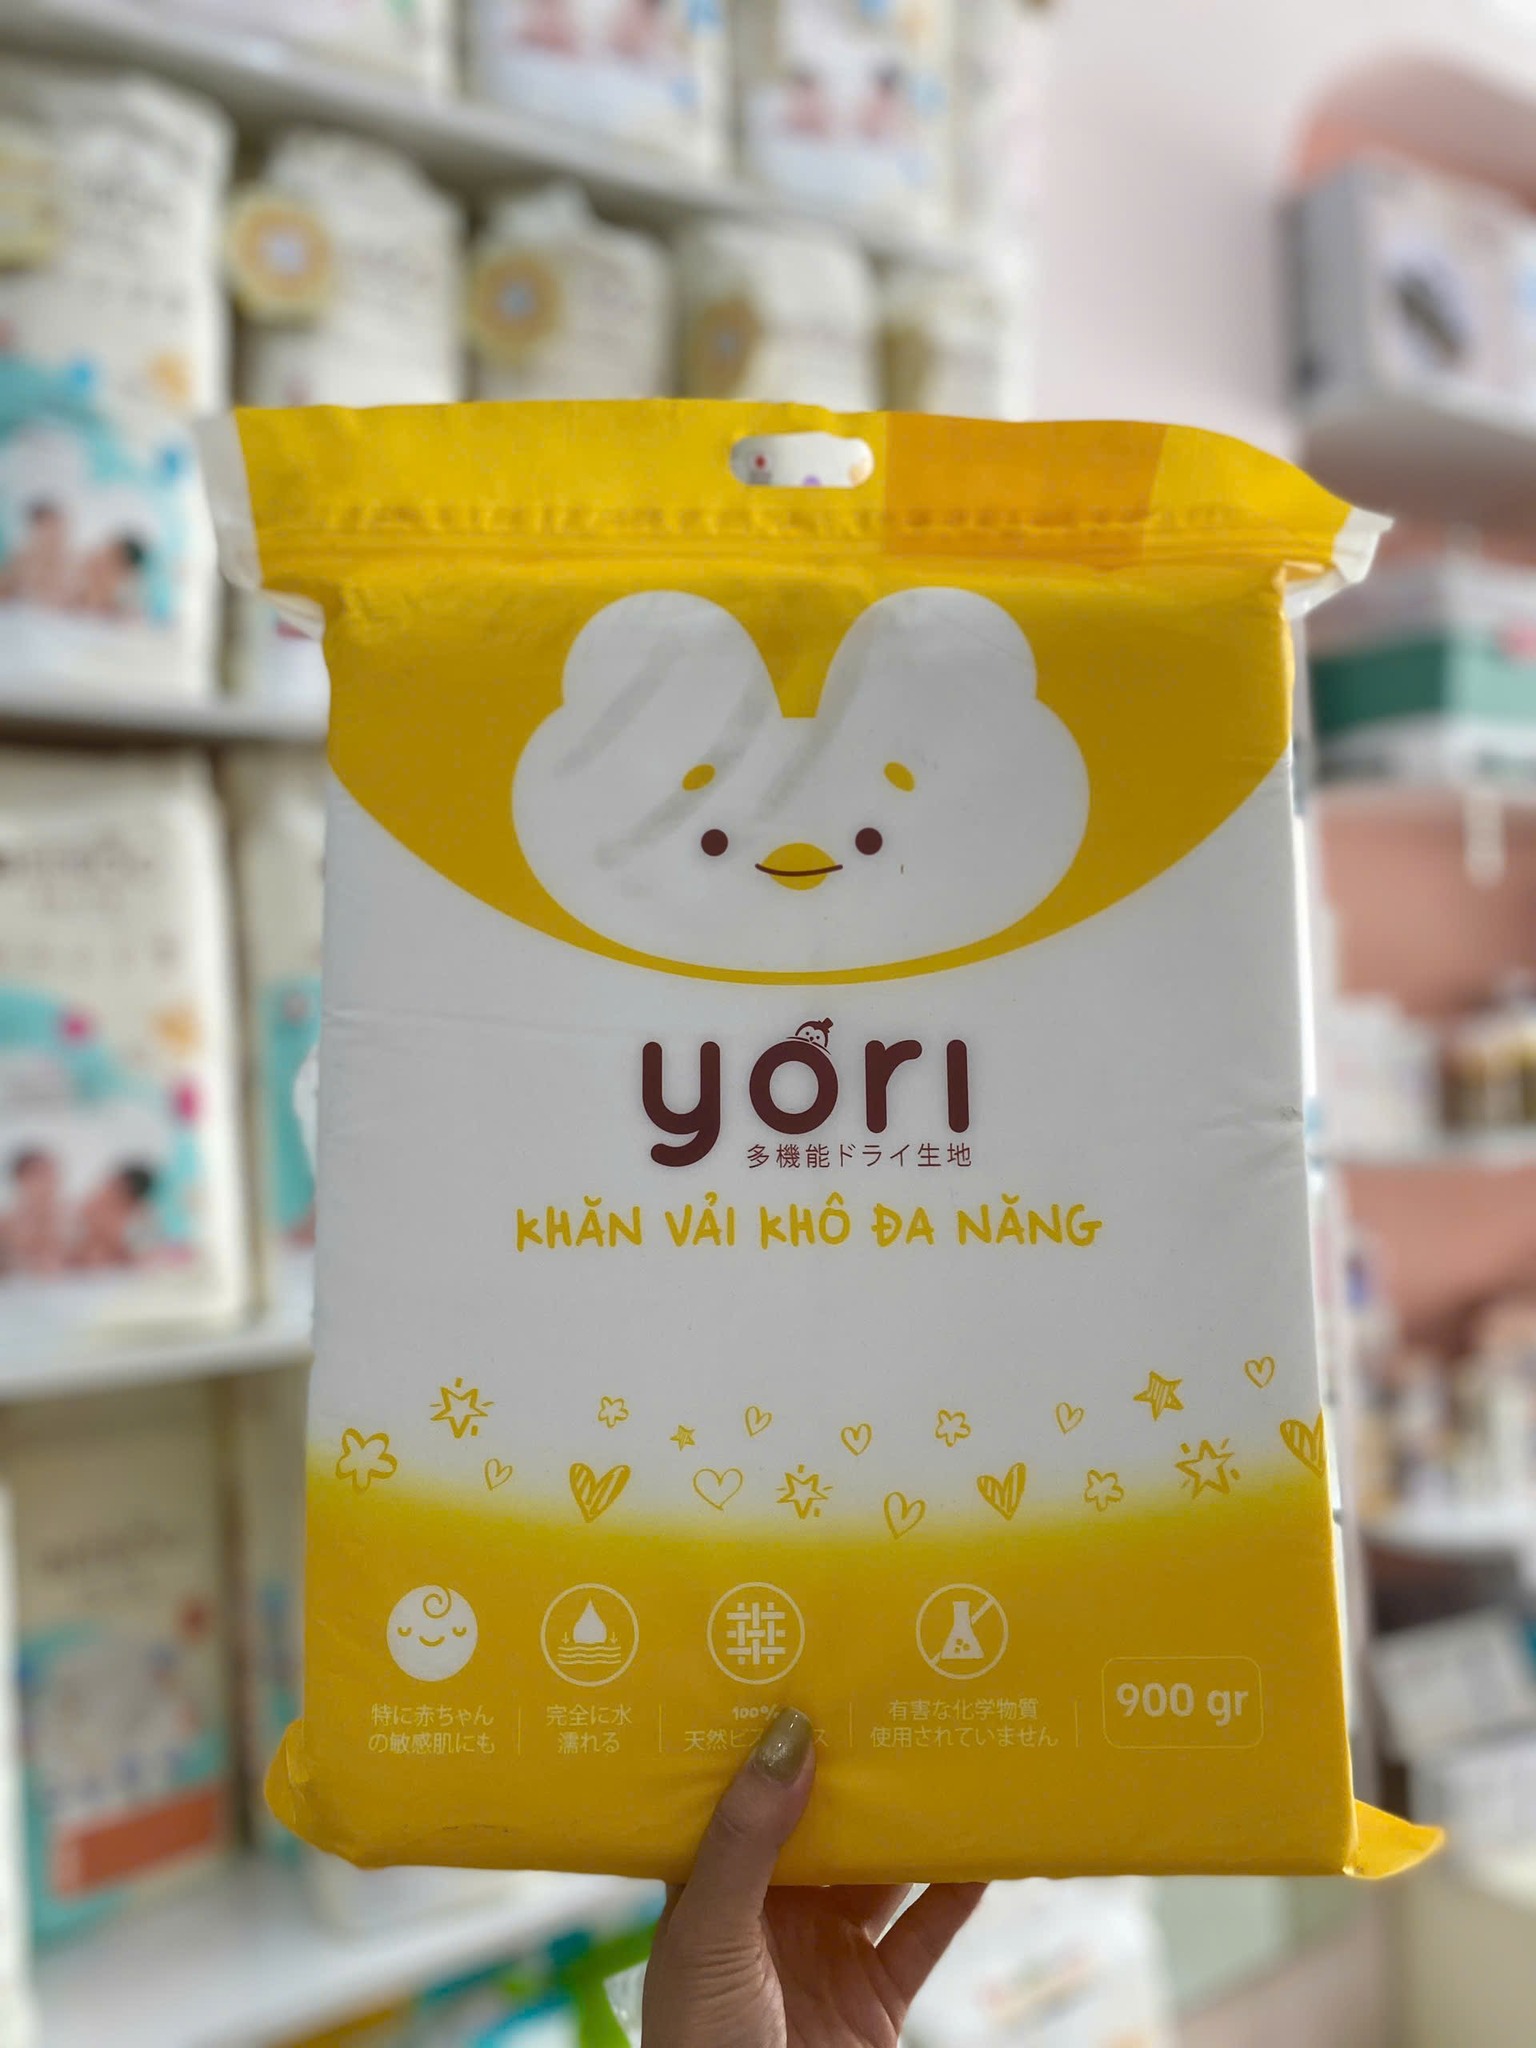 yori
多機能ドライ生地
KHĂN VẢI KHÔ ĐA NĂNG
特に赤ちゃん
の敏感肌にも
完全に水
濡れる
100%
天然ビス
有害な化学物質
使用されていません
900 gr